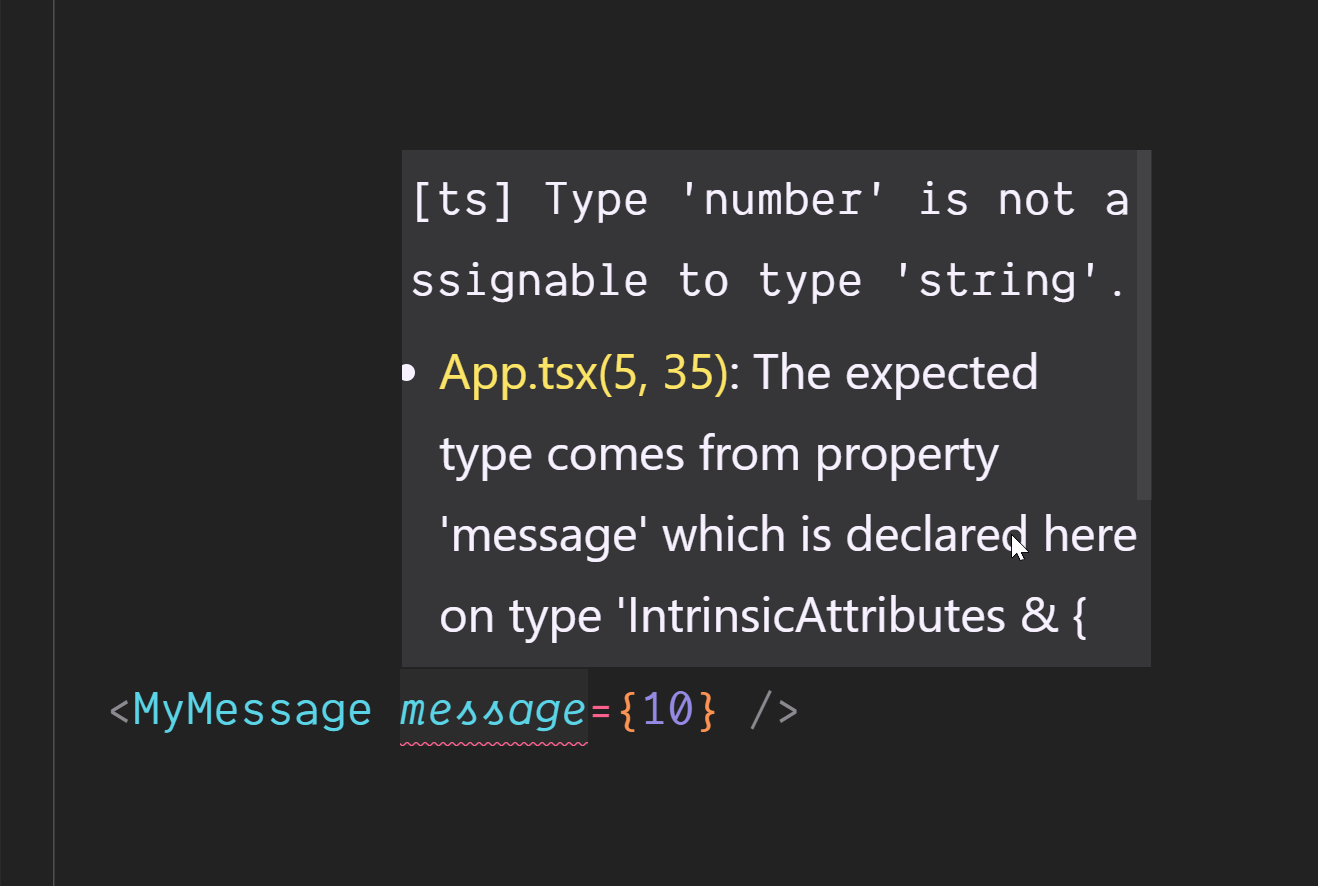 [ts] Type 'number' is not a
ssignable to type 'string'.
• App.tsx(5, 35): The expected
type comes from property
'message' which is declared here
on type 'IntrinsicAttributes & {
<MyMessage message={10} />